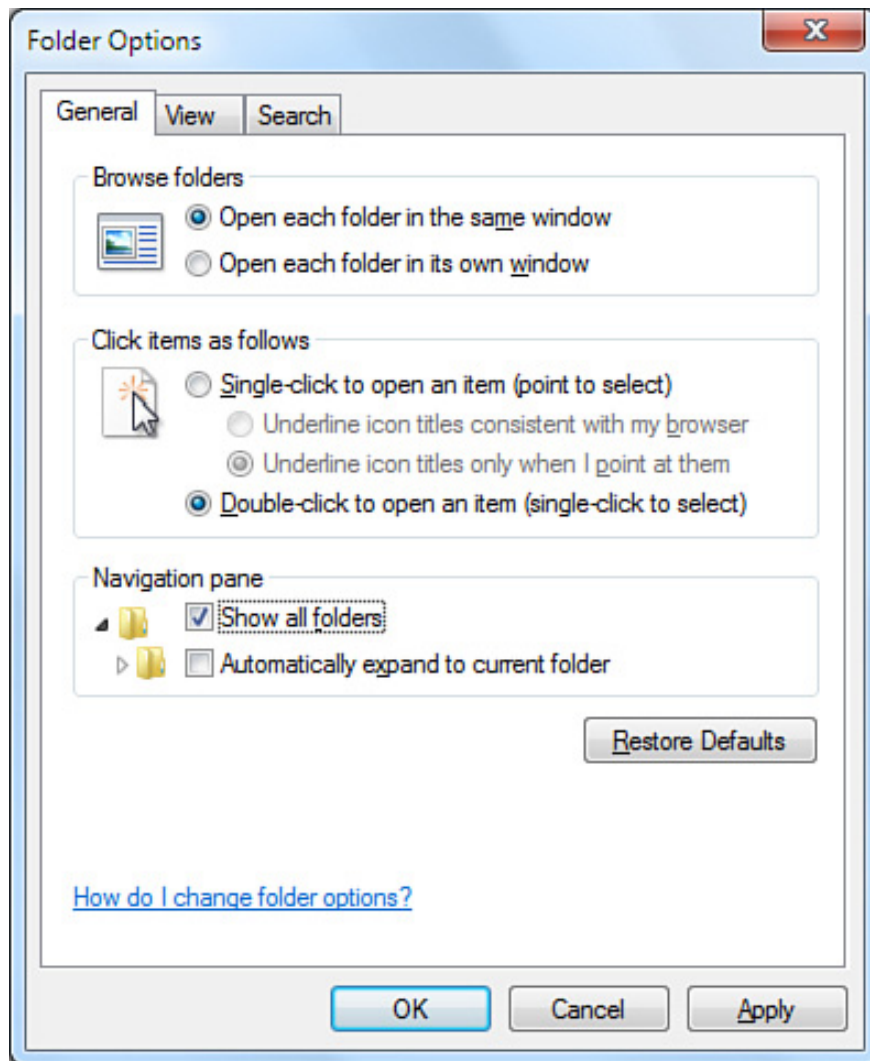 Folder Options
General View Search
Browse folders
Open each folder in the same window
Open each folder in its own window
Click items as follows
Single-click to open an item (point to select)
Underline icon titles consistent with my browser
Underline icon titles only when I point at them
Double-click to open an item (single-click to select)
Navigation pane
Show all folders
Automatically expand to current folder
Restore Defaults
How do I change folder options?
OK Cancel Apply